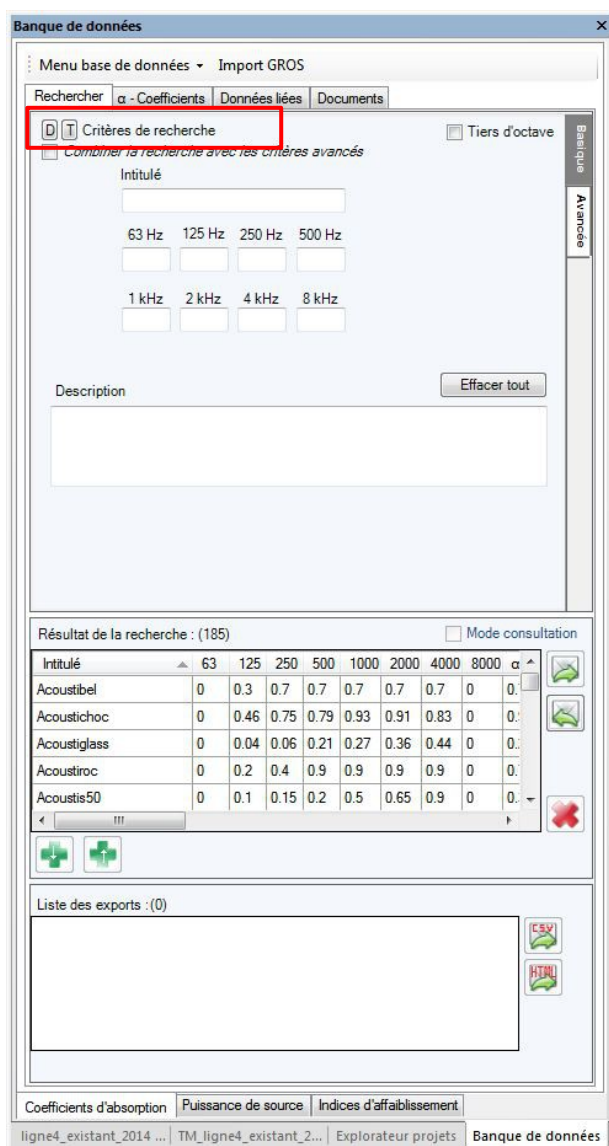 Banque de données
Menu base de données Import GROS
Rechercher α - Coefficients Données liées Documents
D T Critères de recherche Tiers d'octave
Combiner la recherche avec les critères avancés
Basique
Avancée
Intitulé
63 Hz 125 Hz 250 Hz 500 Hz
1 kHz 2 kHz 4 kHz 8 kHz
Description Effacer tout
Résultat de la recherche : (185) Mode consultation
Intitulé 63 125 250 500 1000 2000 4000 8000 α
Acoustibel 0 0.3 0.7 0.7 0.7 0.7 0.7 0
Acoustichoc 0 0.46 0.75 0.79 0.93 0.91 0.83 0
Acoustiglass 0 0.04 0.06 0.21 0.27 0.36 0.44 0
Acoustiroc 0 0.2 0.4 0.9 0.9 0.9 0.9 0
Acoustis50 0 0.1 0.15 0.2 0.5 0.65 0.9 0
Liste des exports :(0)
CSV
HTML
Coefficients d'absorption Puissance de source Indices d'affaiblissement
ligne4_existant_2014 ... TM_ligne4_existant_2... Explorateur projets Banque de données